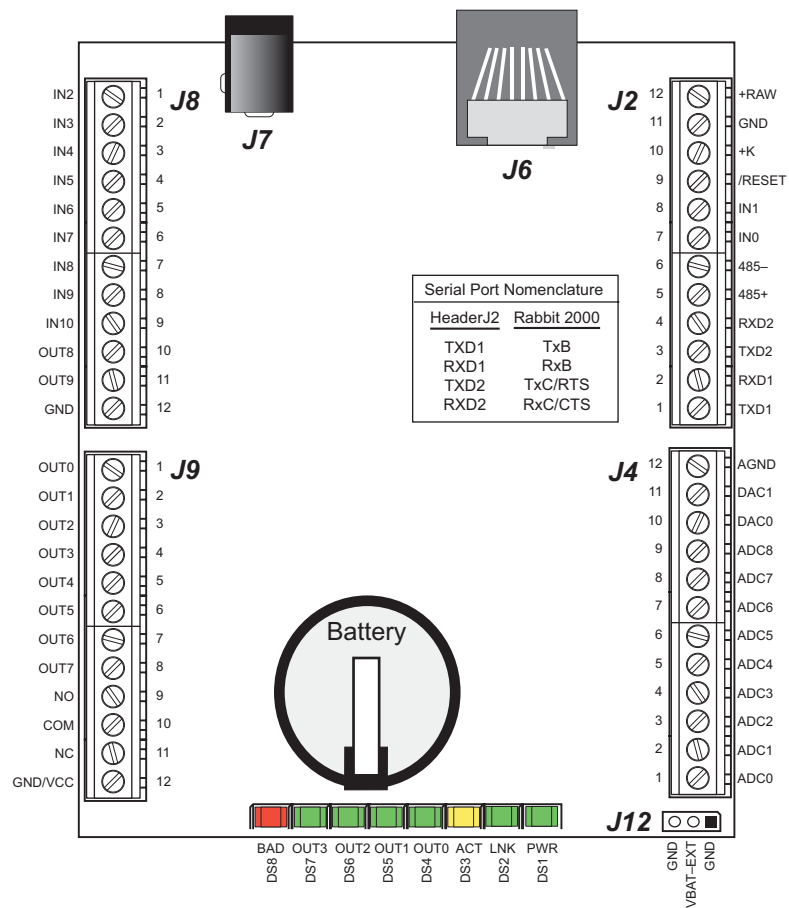 J8
IN2 1
IN3 2
IN4 3
IN5 4
IN6 5
IN7 6
IN8 7
IN9 8
IN10 9
OUT8 10
OUT9 11
GND 12
J7
J6
J2
12 +RAW
11 GND
10 +K
9 /RESET
8 IN1
7 IN0
6 485–
5 485+
4 RXD2
3 TXD2
2 RXD1
1 TXD1
Serial Port Nomenclature
HeaderJ2 Rabbit 2000
TXD1 TxB
RXD1 RxB
TXD2 TxC/RTS
RXD2 RxC/CTS
J9
OUT0 1
OUT1 2
OUT2 3
OUT3 4
OUT4 5
OUT5 6
OUT6 7
OUT7 8
NO 9
COM 10
NC 11
GND/VCC 12
J4
12 AGND
11 DAC1
10 DAC0
9 ADC8
8 ADC7
7 ADC6
6 ADC5
5 ADC4
4 ADC3
3 ADC2
2 ADC1
1 ADC0
Battery
BAD OUT3 OUT2 OUT1 OUT0 ACT LNK PWR
DS8 DS7 DS6 DS5 DS4 DS3 DS2 DS1
J12
GND
VBAT–EXT
GND